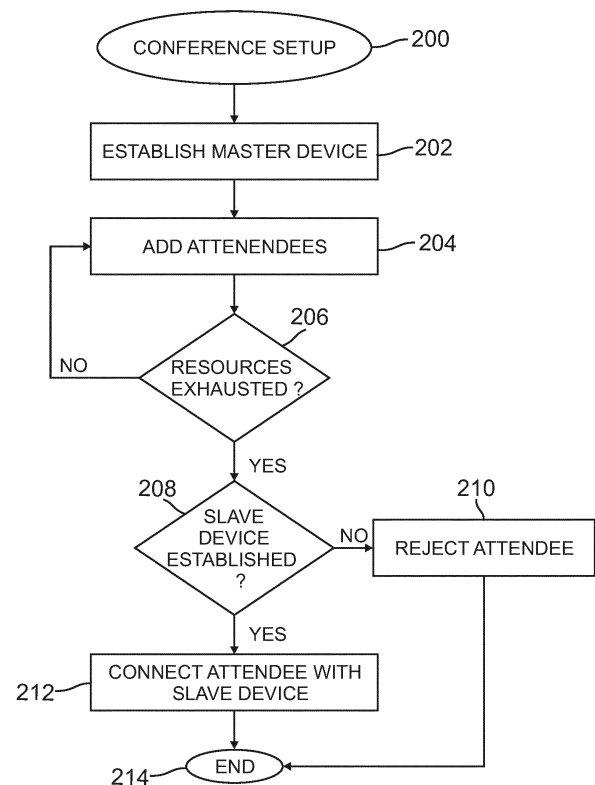 CONFERENCE SETUP
200
ESTABLISH MASTER DEVICE
202
ADD ATTENENDEES
204
206
RESOURCES
EXHAUSTED ?
NO
YES
208
SLAVE
DEVICE
ESTABLISHED
?
NO
210
REJECT ATTENDEE
YES
CONNECT ATTENDEE WITH
SLAVE DEVICE
212
END
214